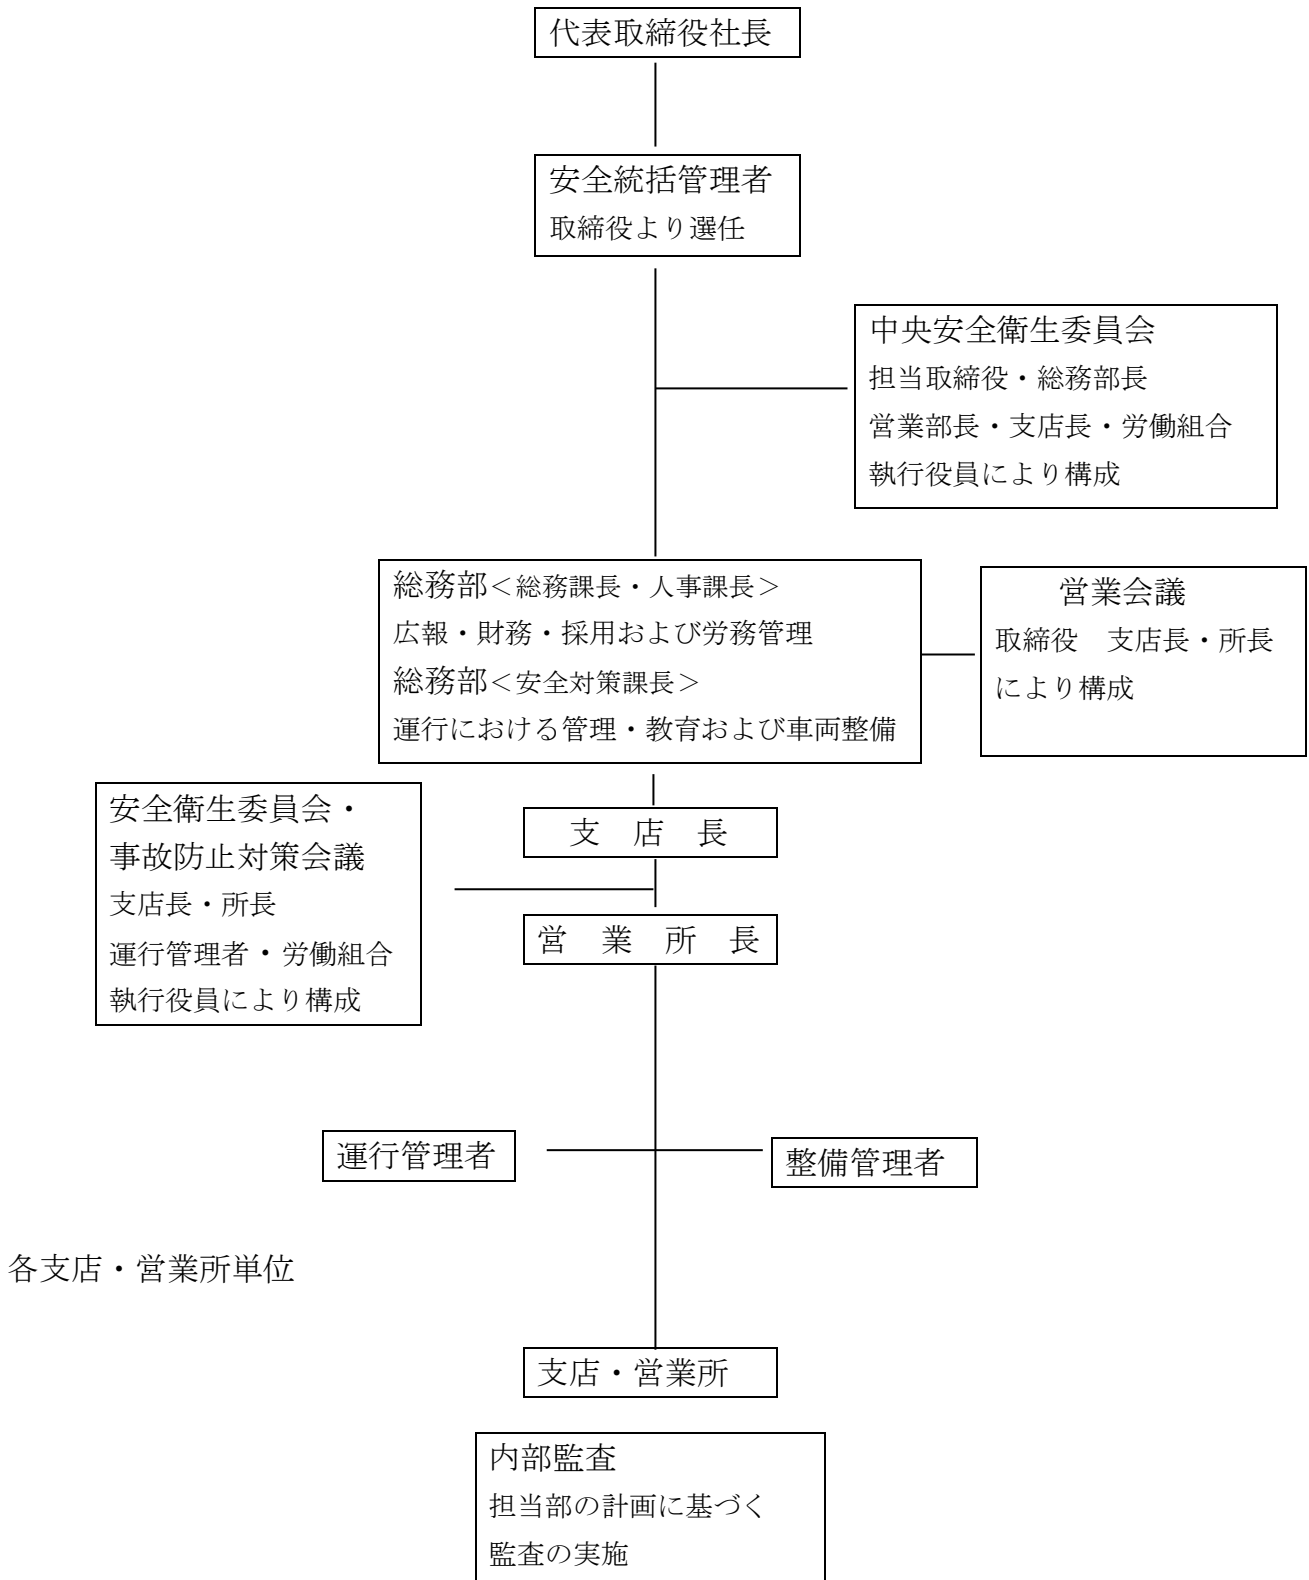 代表取締役社長
安全統括管理者
取締役より選任
中央安全衛生委員会
担当取締役・総務部長
営業部長・支店長・労働組合
執行役員により構成
総務部＜総務課長・人事課長＞
広報・財務・採用および労務管理
総務部＜安全対策課長＞
運行における管理・教育および車両整備
営業会議
取締役　支店長・所長
により構成
安全衛生委員会・
事故防止対策会議
支店長・所長
運行管理者・労働組合
執行役員により構成
支　店　長
営　業　所　長
運行管理者
整備管理者
各支店・営業所単位
支店・営業所
内部監査
担当部の計画に基づく
監査の実施